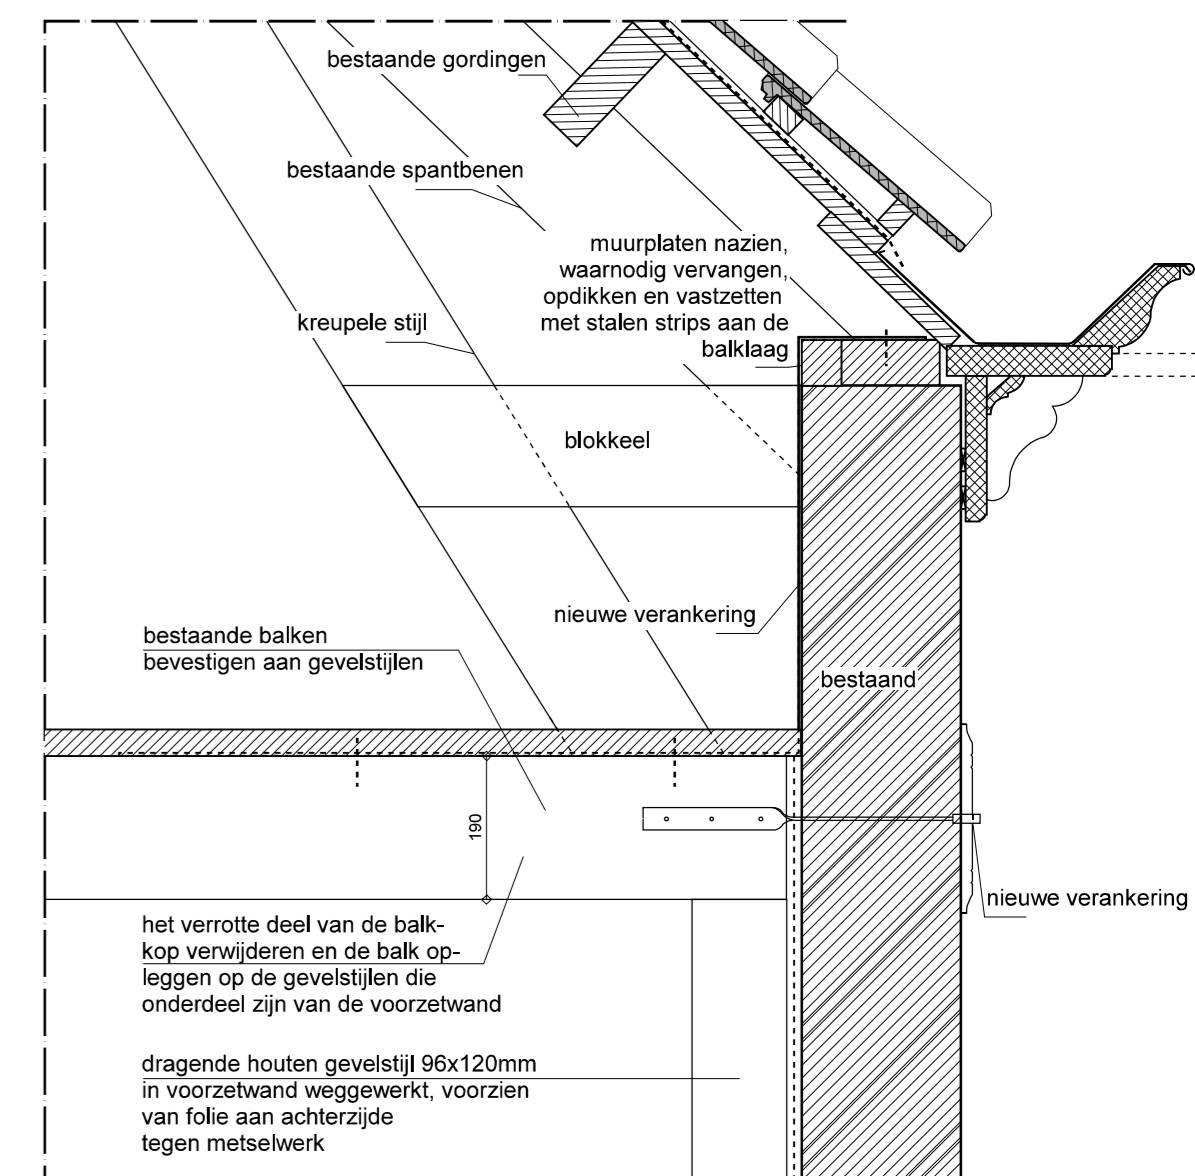 bestaande gordingen
bestaande spantbenen
muurplaten nazien,
waarnodig vervangen,
opdikken en vastzetten
met stalen strips aan de
balklaag
kreupele stijl
blokkeel
nieuwe verankering
bestaande balken
bevestigen aan gevelstijlen
bestaand
190
nieuwe verankering
het verrotte deel van de balk-
kop verwijderen en de balk op-
leggen op de gevelstijlen die
onderdeel zijn van de voorzetwand
dragende houten gevelstijl 96x120mm
in voorzetwand weggewerkt, voorzien
van folie aan achterzijde
tegen metselwerk